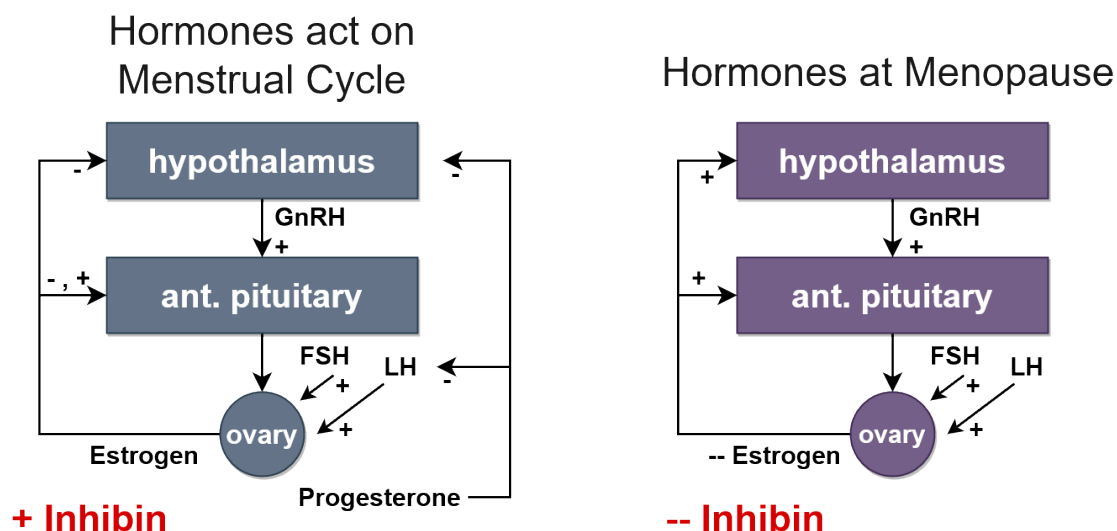 Hormones act on
Menstrual Cycle
hypothalamus
-
-
GnRH
+
- , +
ant. pituitary
FSH
LH
+
-
+
ovary
Estrogen
Progesterone
+ Inhibin
Hormones at Menopause
hypothalamus
+
GnRH
+
+
ant. pituitary
FSH
LH
+
+
ovary
-- Estrogen
-- Inhibin